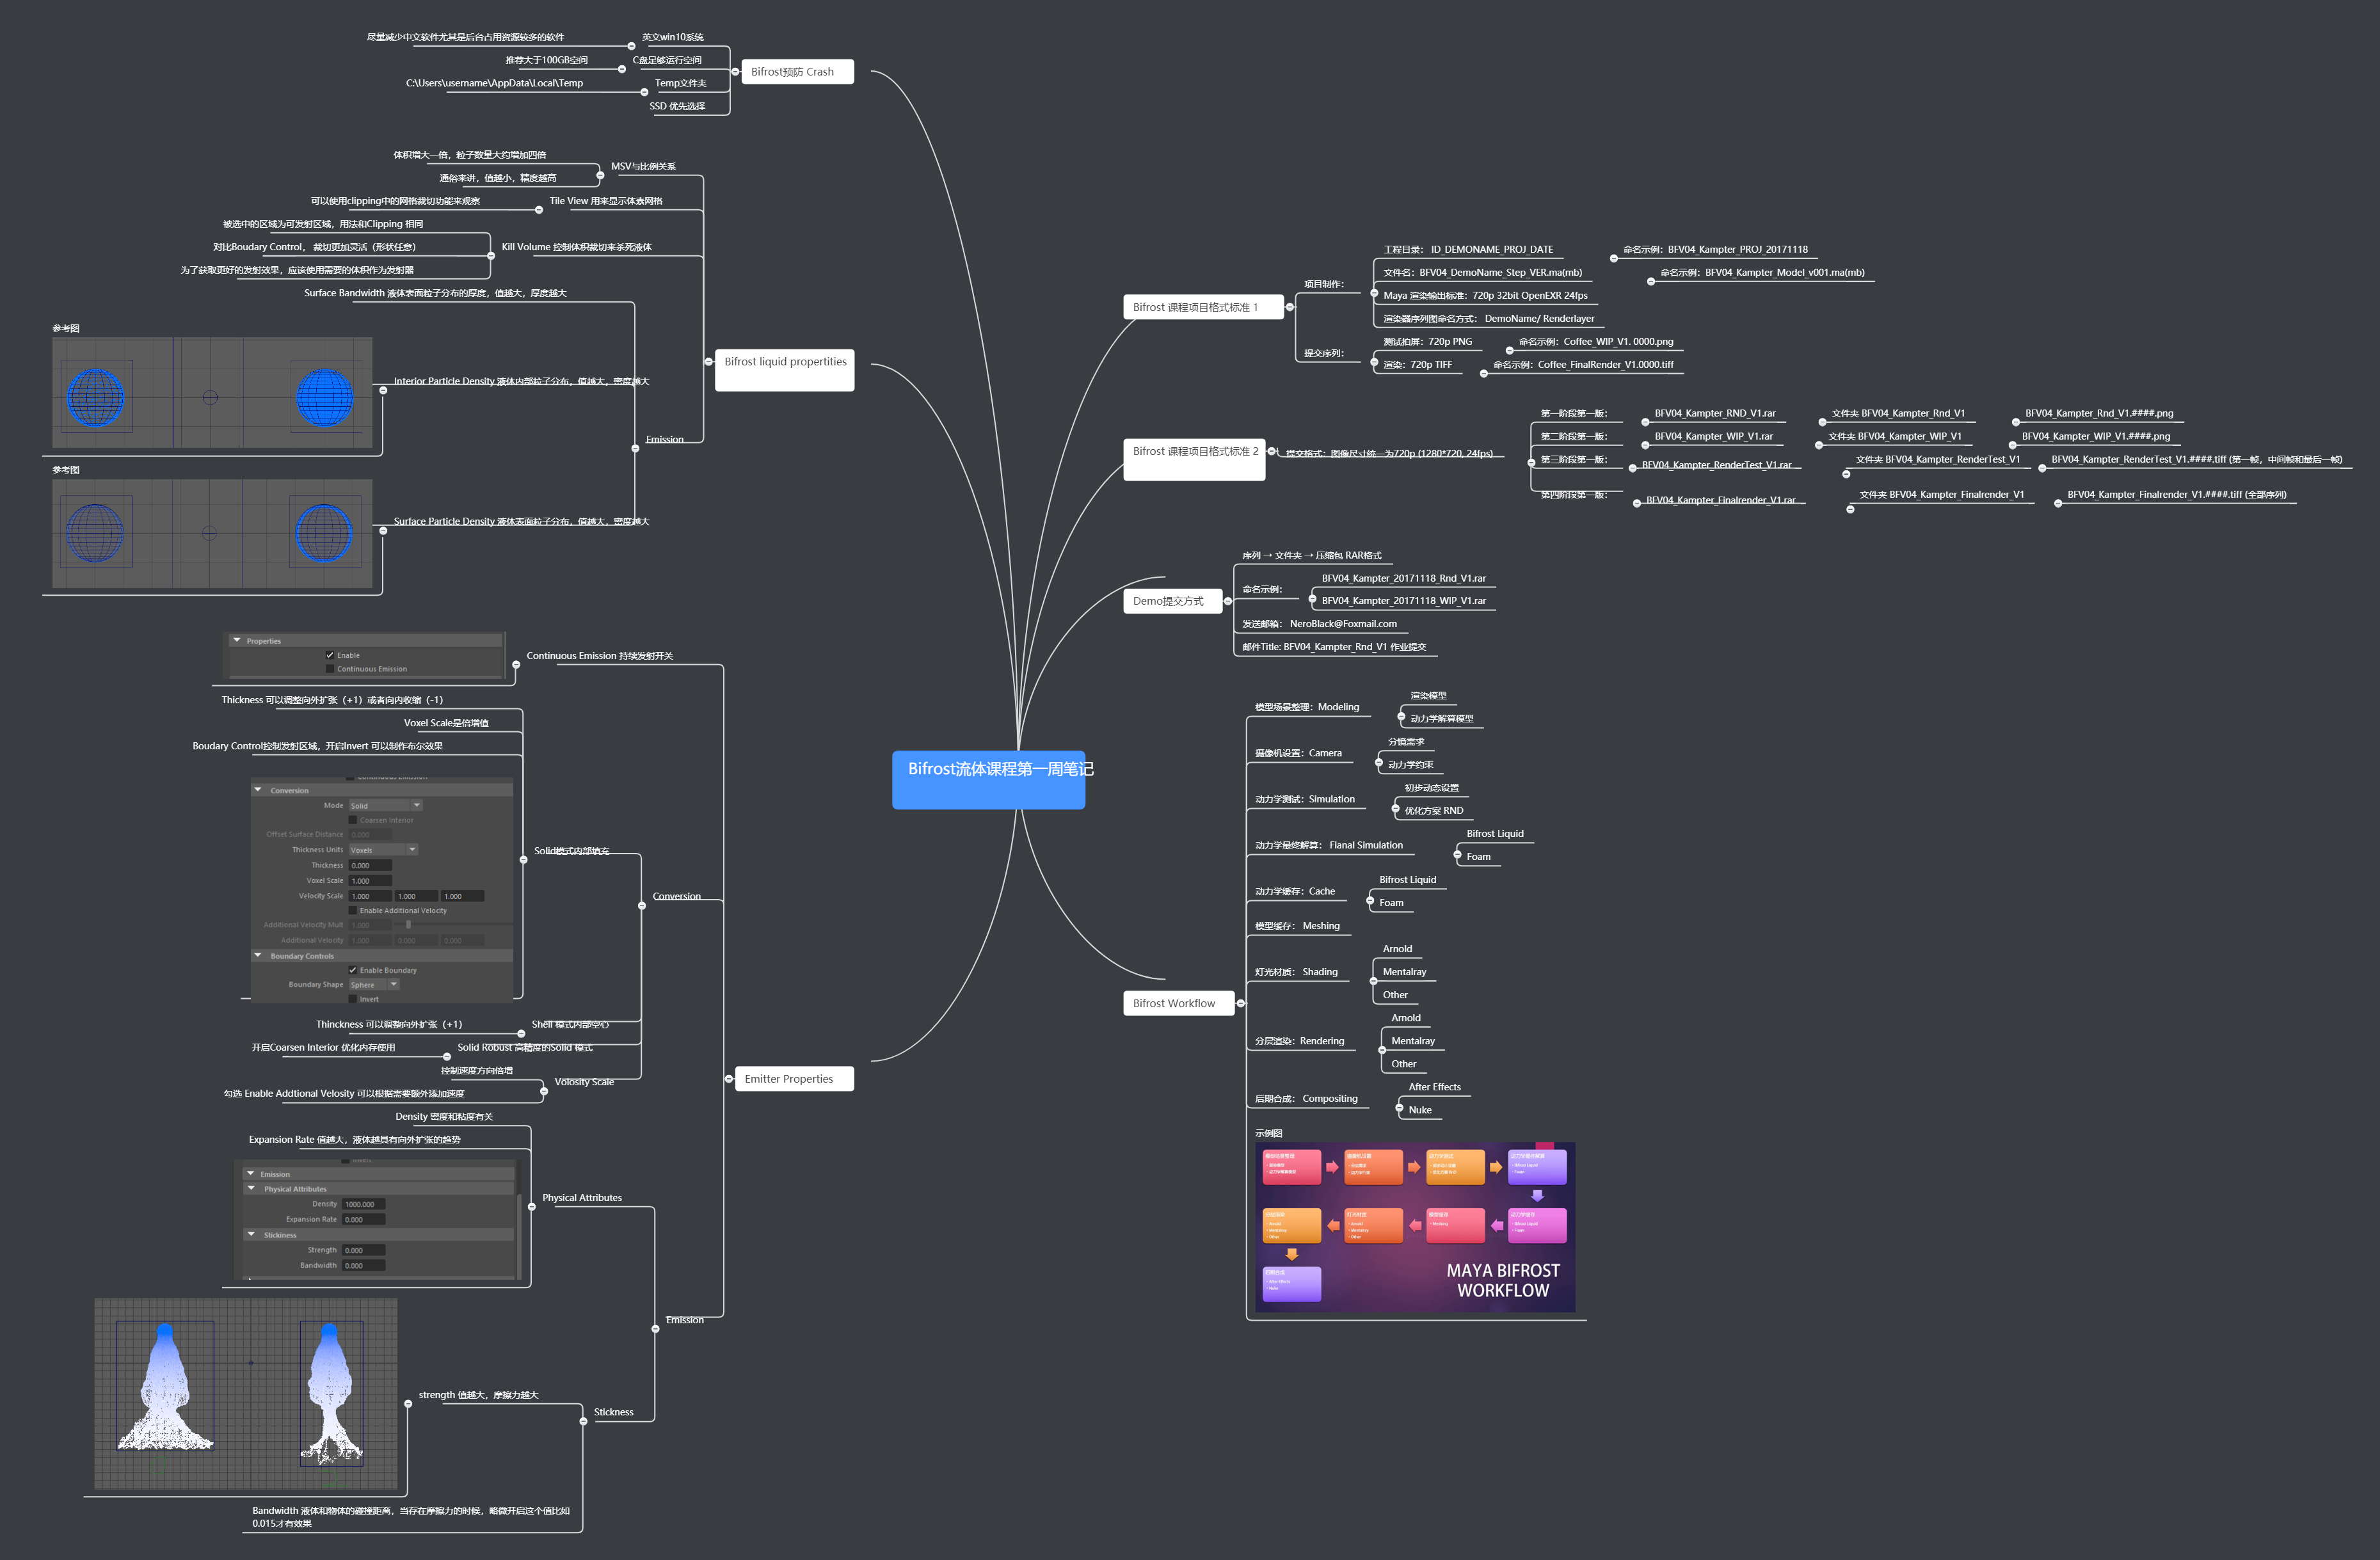 Bifrost流体课程第一周笔记
Bifrost预防 Crash
英文win10系统
尽量减少中文软件尤其是后台占用资源较多的软件
C盘足够运行空间
推荐大于100GB空间
Temp文件夹
C:\Users\username\AppData\Local\Temp
SSD 优先选择
Bifrost liquid propertities
MSV与比例关系
体积增大一倍，粒子数量大约增加四倍
通俗来讲，值越小，精度越高
Tile View 用来显示体素网格
可以使用clipping中的网格裁切功能来观察
Kill Volume 控制体积裁切来杀死液体
被选中的区域为可发射区域，用法和Clipping 相同
对比Boudary Control， 裁切更加灵活（形状任意）
为了获取更好的发射效果，应该使用需要的体积作为发射器
Emission
Surface Bandwidth 液体表面粒子分布的厚度，值越大，厚度越大
Interior Particle Density 液体内部粒子分布，值越大，密度越大
参考图
Surface Particle Density 液体表面粒子分布，值越大，密度越大
参考图
Emitter Properties
Continuous Emission 持续发射开关
Properties
Enable
Continuous Emission
Conversion
Solid模式内部填充
Thickness 可以调整向外扩张（+1）或者向内收缩（-1）
Voxel Scale是倍增值
Boudary Control控制发射区域，开启Invert 可以制作布尔效果
Continuous Emission
Conversion
Mode Solid
Coarsen Interior
Offset Surface Distance 0.000
Thickness Units Voxels
Thickness 0.000
Voxel Scale 1.000
Velocity Scale 1.000 1.000 1.000
Enable Additional Velocity
Additional Velocity Mult 1.000
Additional Velocity 1.000 0.000 0.000
Boundary Controls
Enable Boundary
Boundary Shape Sphere
Invert
Shell 模式内部空心
Thinckness 可以调整向外扩张（+1）
Solid Robust 高精度的Solid 模式
开启Coarsen Interior 优化内存使用
Volosity Scale
控制速度方向倍增
勾选 Enable Addtional Velosity 可以根据需要额外添加速度
Emission
Physical Attributes
Density 密度和粘度有关
Expansion Rate 值越大，液体越具有向外扩张的趋势
Invert
Emission
Physical Attributes
Density 1000.000
Expansion Rate 0.000
Stickiness
Strength 0.000
Bandwidth 0.000
Stickness
strength 值越大，摩擦力越大
Bandwidth 液体和物体的碰撞距离，当存在摩擦力的时候，略微开启这个值比如
0.015才有效果
Bifrost 课程项目格式标准 1
项目制作：
工程目录： ID_DEMONAME_PROJ_DATE
命名示例：BFV04_Kampter_PROJ_20171118
文件名：BFV04_DemoName_Step_VER.ma(mb)
命名示例：BFV04_Kampter_Model_v001.ma(mb)
Maya 渲染输出标准：720p 32bit OpenEXR 24fps
渲染器序列图命名方式： DemoName/ Renderlayer
提交序列：
测试拍屏：720p PNG
命名示例：Coffee_WIP_V1. 0000.png
渲染：720p TIFF
命名示例：Coffee_FinalRender_V1.0000.tiff
Bifrost 课程项目格式标准 2
提交格式：图像尺寸统一为720p (1280*720, 24fps)
第一阶段第一版：
BFV04_Kampter_RND_V1.rar
文件夹 BFV04_Kampter_Rnd_V1
BFV04_Kampter_Rnd_V1.####.png
第二阶段第一版：
BFV04_Kampter_WIP_V1.rar
文件夹 BFV04_Kampter_WIP_V1
BFV04_Kampter_WIP_V1.####.png
第三阶段第一版：
BFV04_Kampter_RenderTest_V1.rar
文件夹 BFV04_Kampter_RenderTest_V1
BFV04_Kampter_RenderTest_V1.####.tiff (第一帧，中间帧和最后一帧)
第四阶段第一版：
BFV04_Kampter_Finalrender_V1.rar
文件夹 BFV04_Kampter_Finalrender_V1
BFV04_Kampter_Finalrender_V1.####.tiff (全部序列)
Demo提交方式
序列 → 文件夹 → 压缩包 RAR格式
命名示例：
BFV04_Kampter_20171118_Rnd_V1.rar
BFV04_Kampter_20171118_WIP_V1.rar
发送邮箱： NeroBlack@Foxmail.com
邮件Title: BFV04_Kampter_Rnd_V1 作业提交
Bifrost Workflow
模型场景整理：Modeling
渲染模型
动力学解算模型
摄像机设置：Camera
分镜需求
动力学约束
动力学测试：Simulation
初步动态设置
优化方案 RND
动力学最终解算： Fianal Simulation
Bifrost Liquid
Foam
动力学缓存：Cache
Bifrost Liquid
Foam
模型缓存： Meshing
灯光材质： Shading
Arnold
Mentalray
Other
分层渲染：Rendering
Arnold
Mentalray
Other
后期合成： Compositing
After Effects
Nuke
示例图
MAYA BIFROST
WORKFLOW